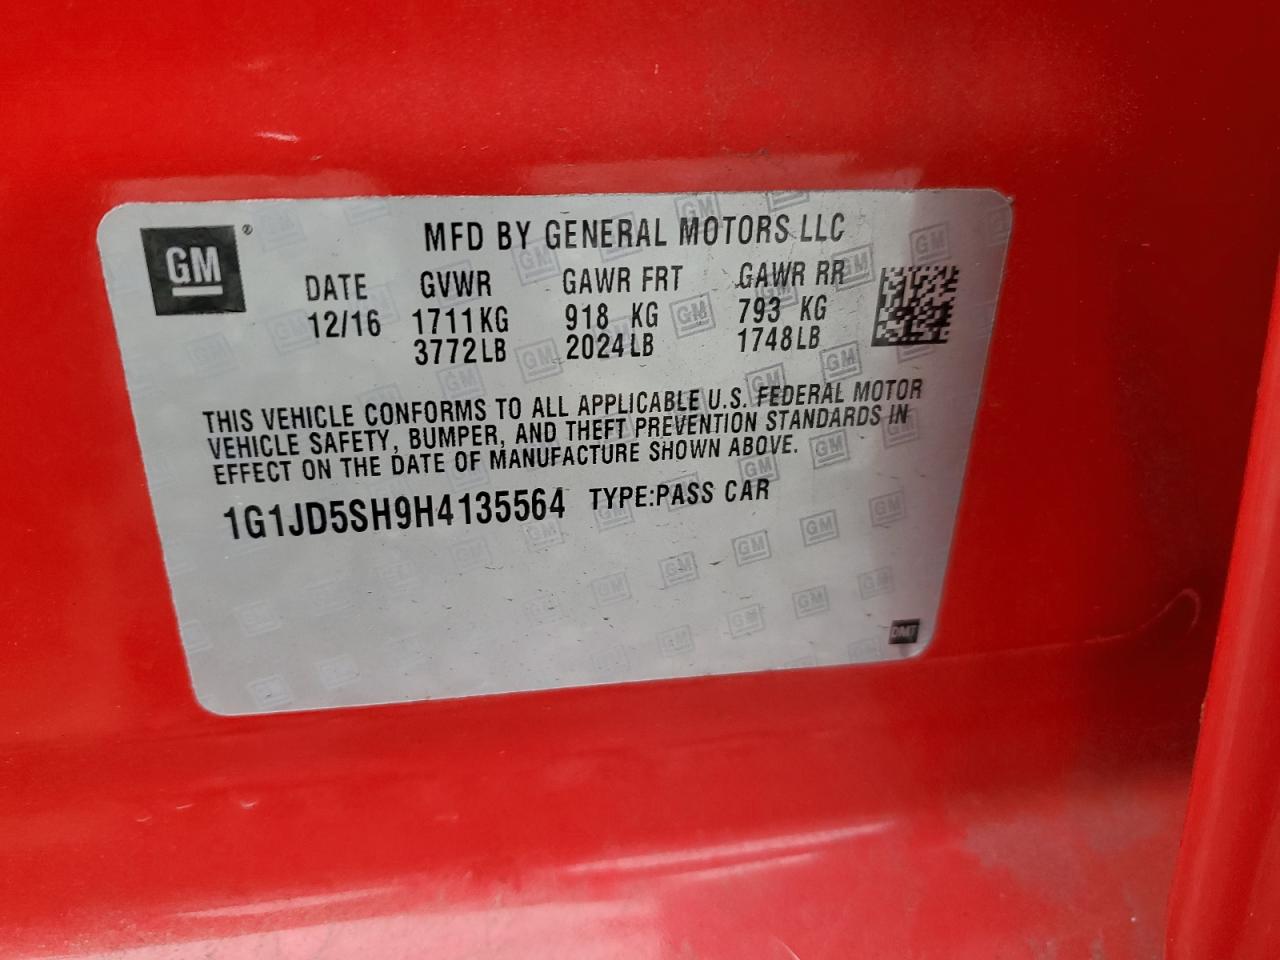 GM®
MFD BY GENERAL MOTORS LLC
DATE GVWR GAWR FRT GAWR RR
12/16 1711KG 918 KG 793 KG
3772LB 2024LB 1748LB
THIS VEHICLE CONFORMS TO ALL APPLICABLE U.S. FEDERAL MOTOR
VEHICLE SAFETY, BUMPER, AND THEFT PREVENTION STANDARDS IN
EFFECT ON THE DATE OF MANUFACTURE SHOWN ABOVE.
1G1JD5SH9H4135564 TYPE:PASS CAR
DMT